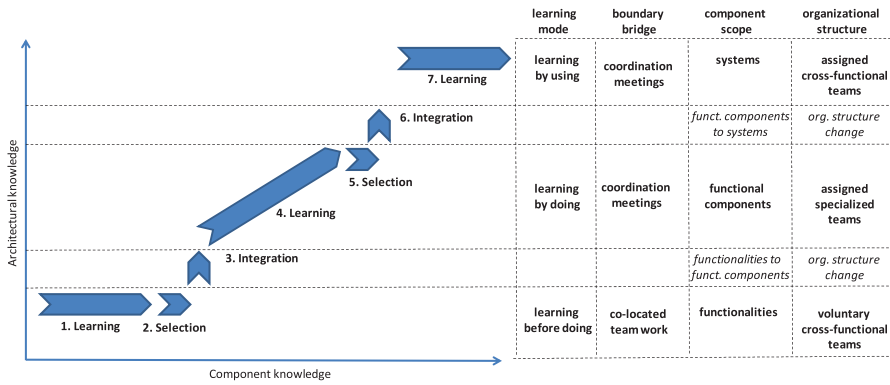 learning
mode
boundary
bridge
component
scope
organizational
structure
7. Learning
learning
by using
coordination
meetings
systems
assigned
cross-functional
teams
6. Integration
funct. components
to systems
org. structure
change
5. Selection
4. Learning
learning
by doing
coordination
meetings
functional
components
assigned
specialized
teams
3. Integration
functionalities to
funct. components
org. structure
change
1. Learning
2. Selection
learning
before doing
co-located
team work
functionalities
voluntary
cross-functional
teams
Architectural knowledge
Component knowledge